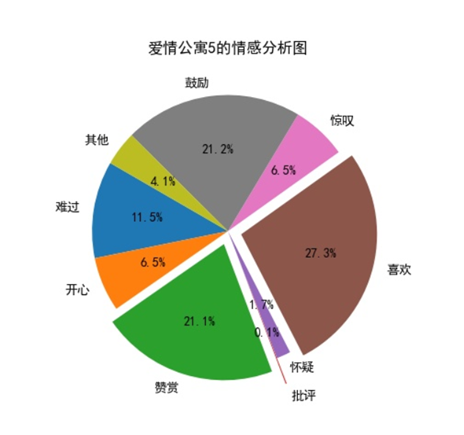 爱情公寓5的情感分析图
鼓励
惊叹
其他
21.2%
6.5%
4.1%
难过
11.5%
27.3%
喜欢
6.5%
开心
21.1%
1.7%
0.1%
怀疑
赞赏
批评